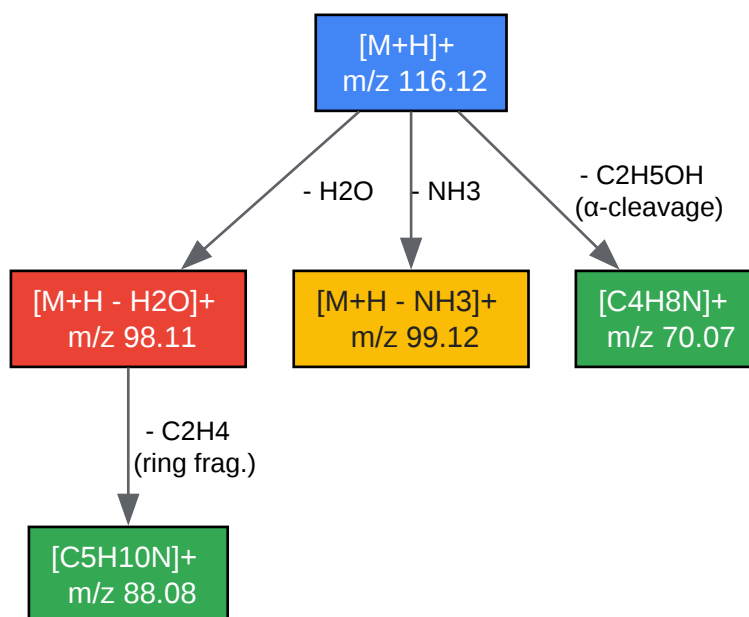 [M+H]+
m/z 116.12
- H2O
- NH3
- C2H5OH
(α-cleavage)
[M+H - H2O]+
m/z 98.11
[M+H - NH3]+
m/z 99.12
[C4H8N]+
m/z 70.07
- C2H4
(ring frag.)
[C5H10N]+
m/z 88.08